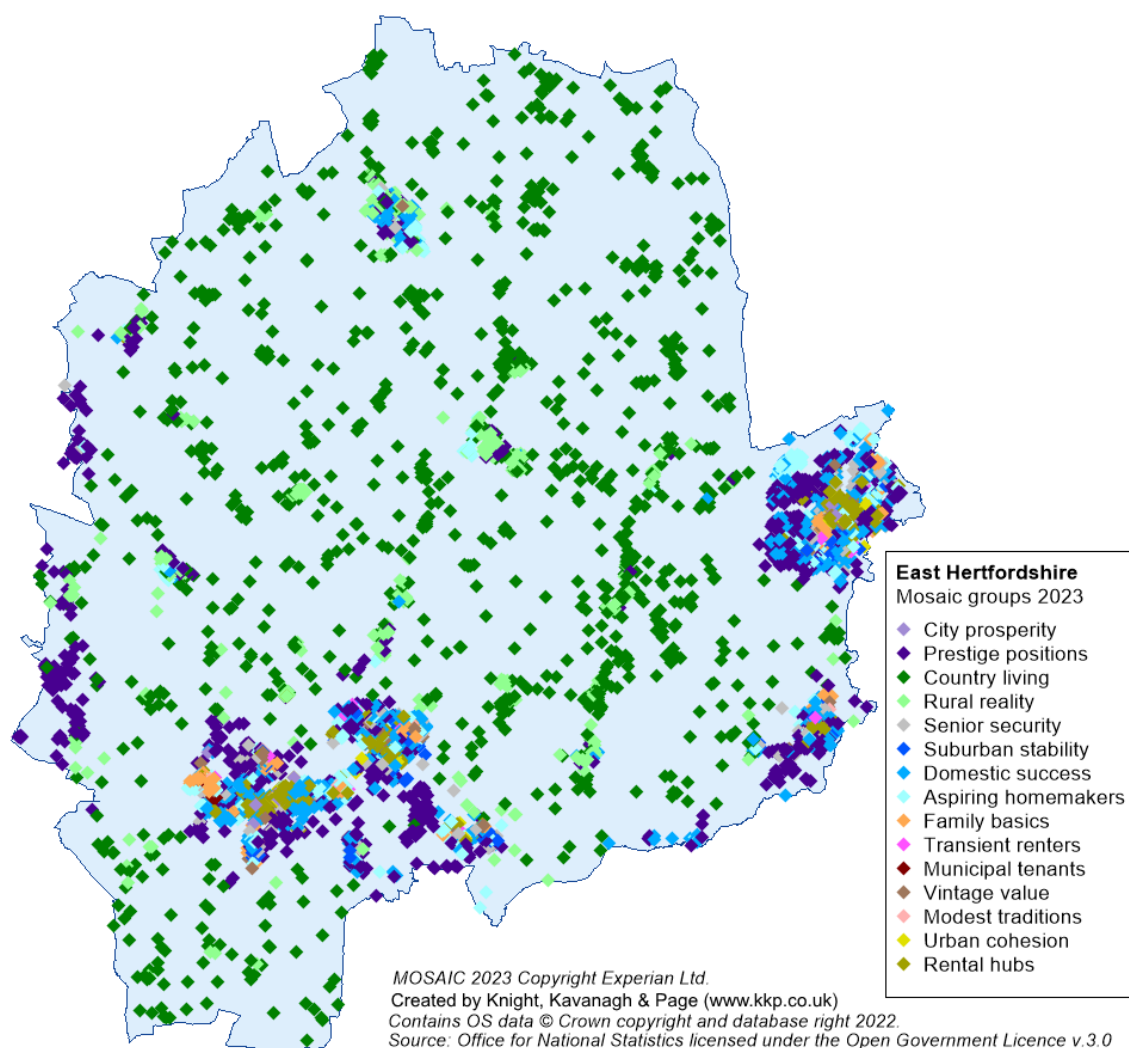 East Hertfordshire
Mosaic groups 2023
City prosperity
Prestige positions
Country living
Rural reality
Senior security
Suburban stability
Domestic success
Aspiring homemakers
Family basics
Transient renters
Municipal tenants
Vintage value
Modest traditions
Urban cohesion
Rental hubs
MOSAIC 2023 Copyright Experian Ltd.
Created by Knight, Kavanagh & Page (www.kkp.co.uk)
Contains OS data © Crown copyright and database right 2022.
Source: Office for National Statistics licensed under the Open Government Licence v.3.0